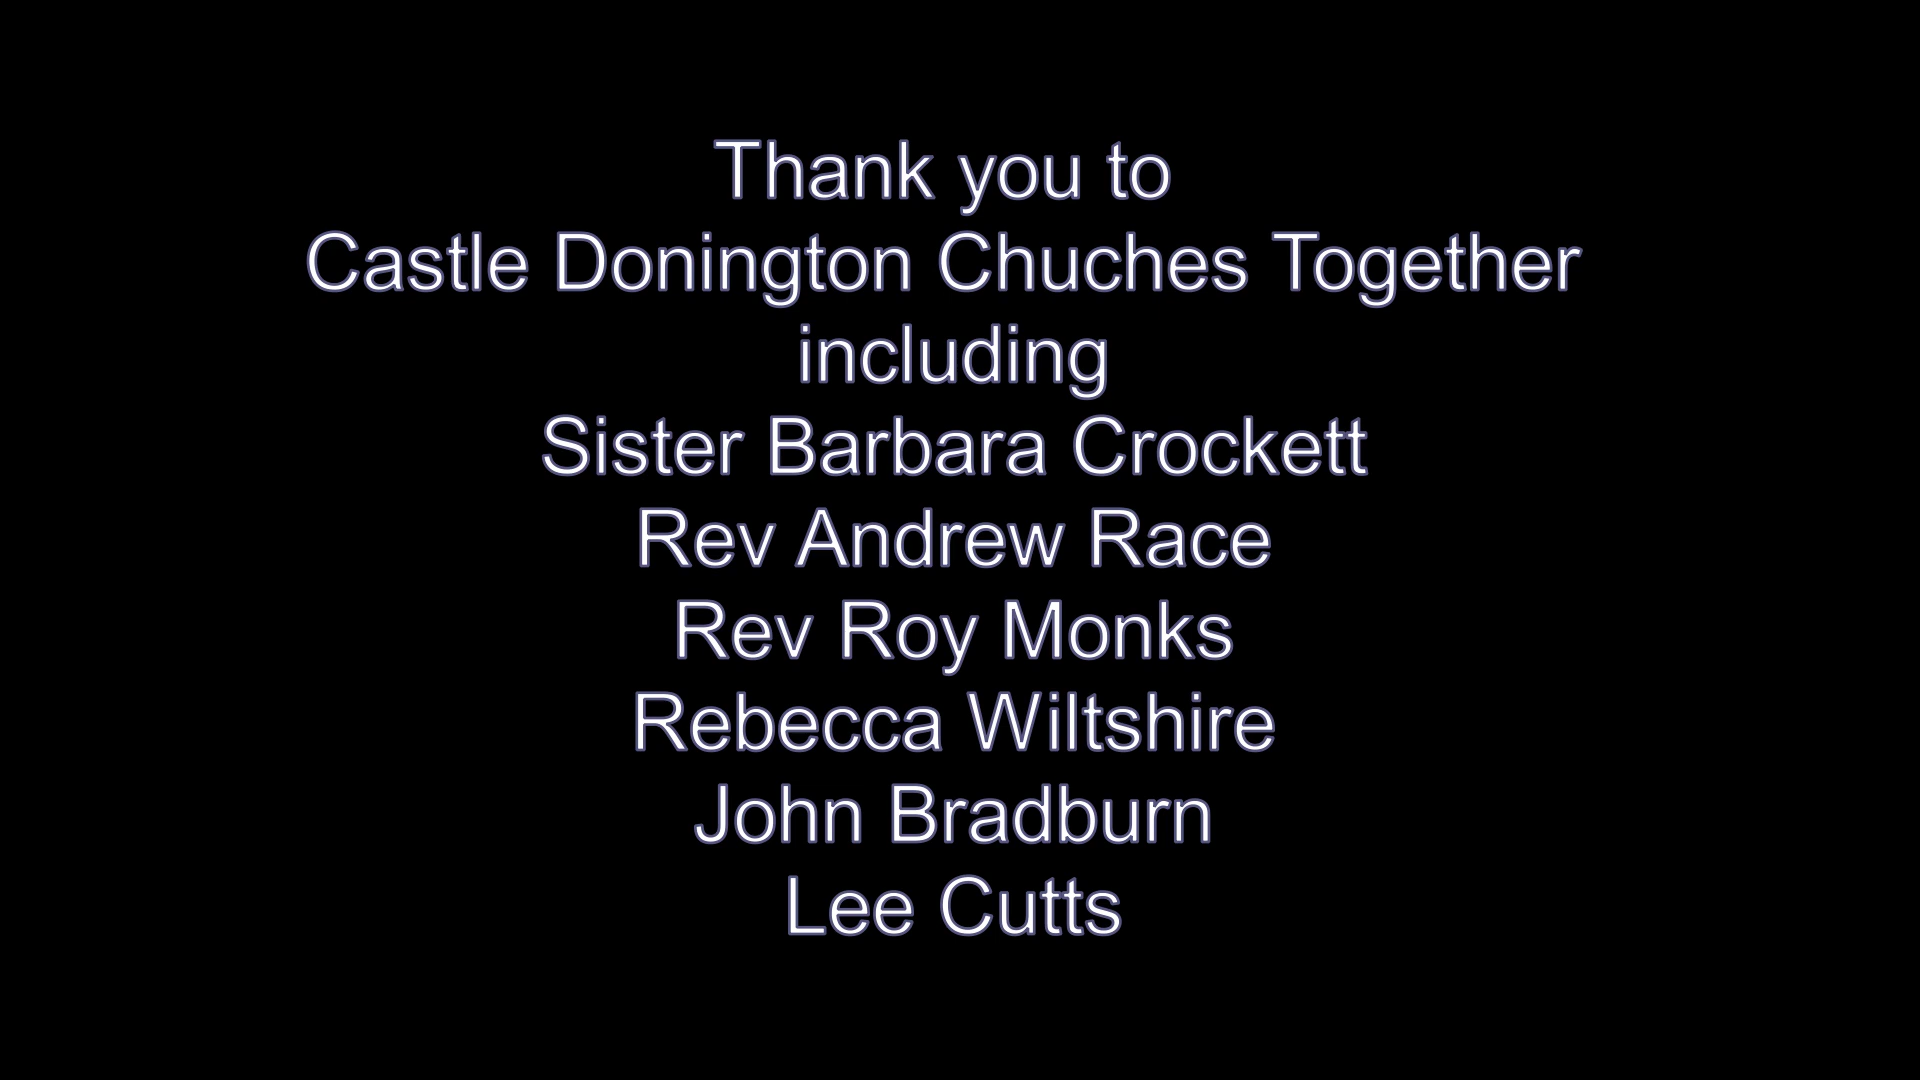 Thank you to
Castle Donington Chuches Together
including
Sister Barbara Crockett
Rev Andrew Race
Rev Roy Monks
Rebecca Wiltshire
John Bradburn
Lee Cutts